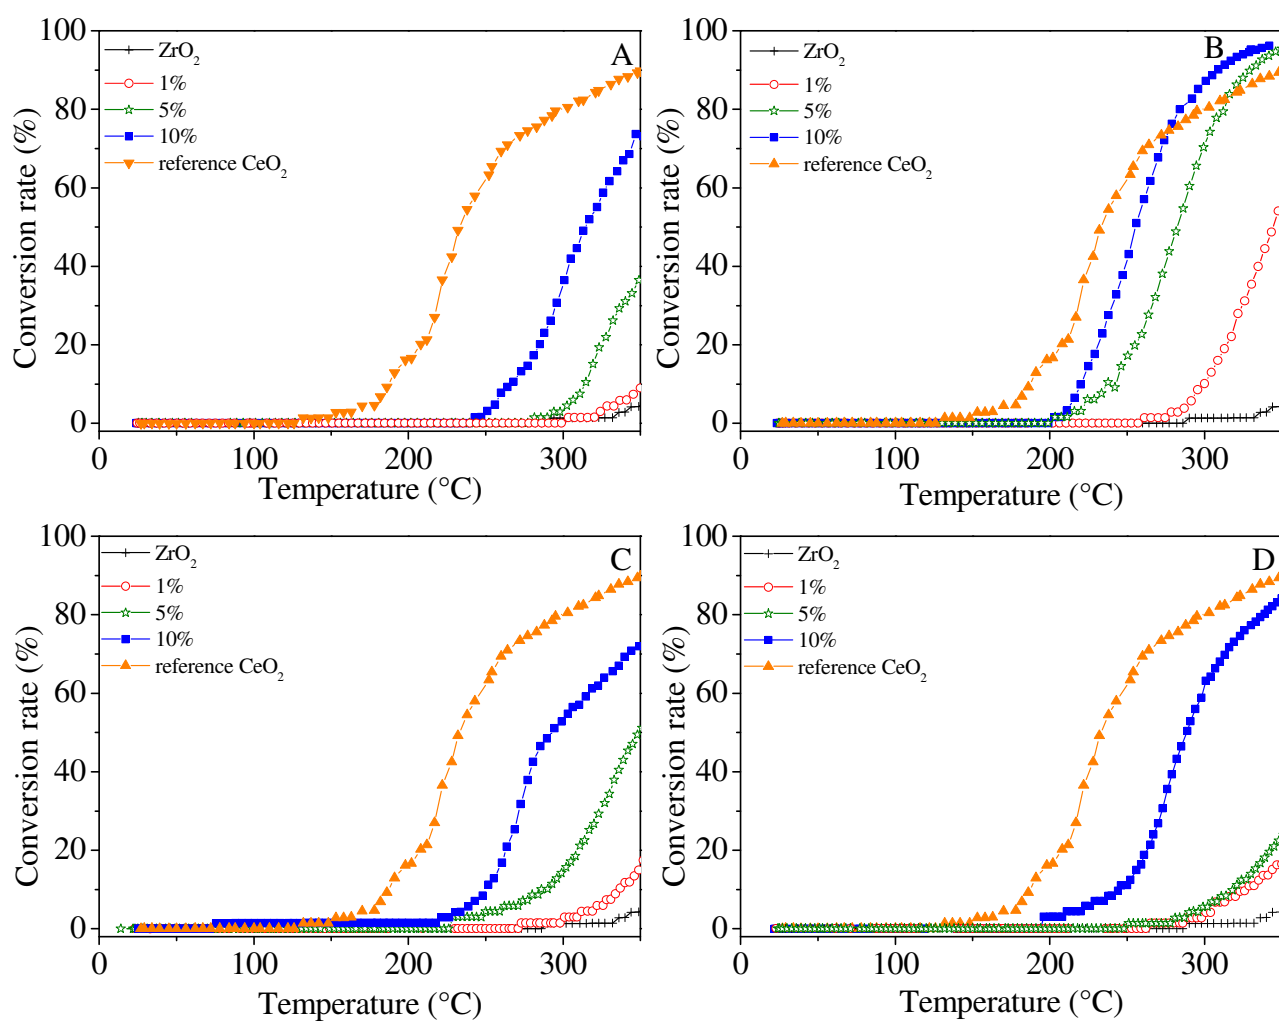 A
100
80
60
40
20
0
Conversion rate (%)
ZrO₂
1%
5%
10%
reference CeO₂
0
100
200
300
Temperature (°C)
B
100
80
60
40
20
0
Conversion rate (%)
ZrO₂
1%
5%
10%
reference CeO₂
0
100
200
300
Temperature (°C)
C
100
80
60
40
20
0
Conversion rate (%)
ZrO₂
1%
5%
10%
reference CeO₂
0
100
200
300
Temperature (°C)
D
100
80
60
40
20
0
Conversion rate (%)
ZrO₂
1%
5%
10%
reference CeO₂
0
100
200
300
Temperature (°C)